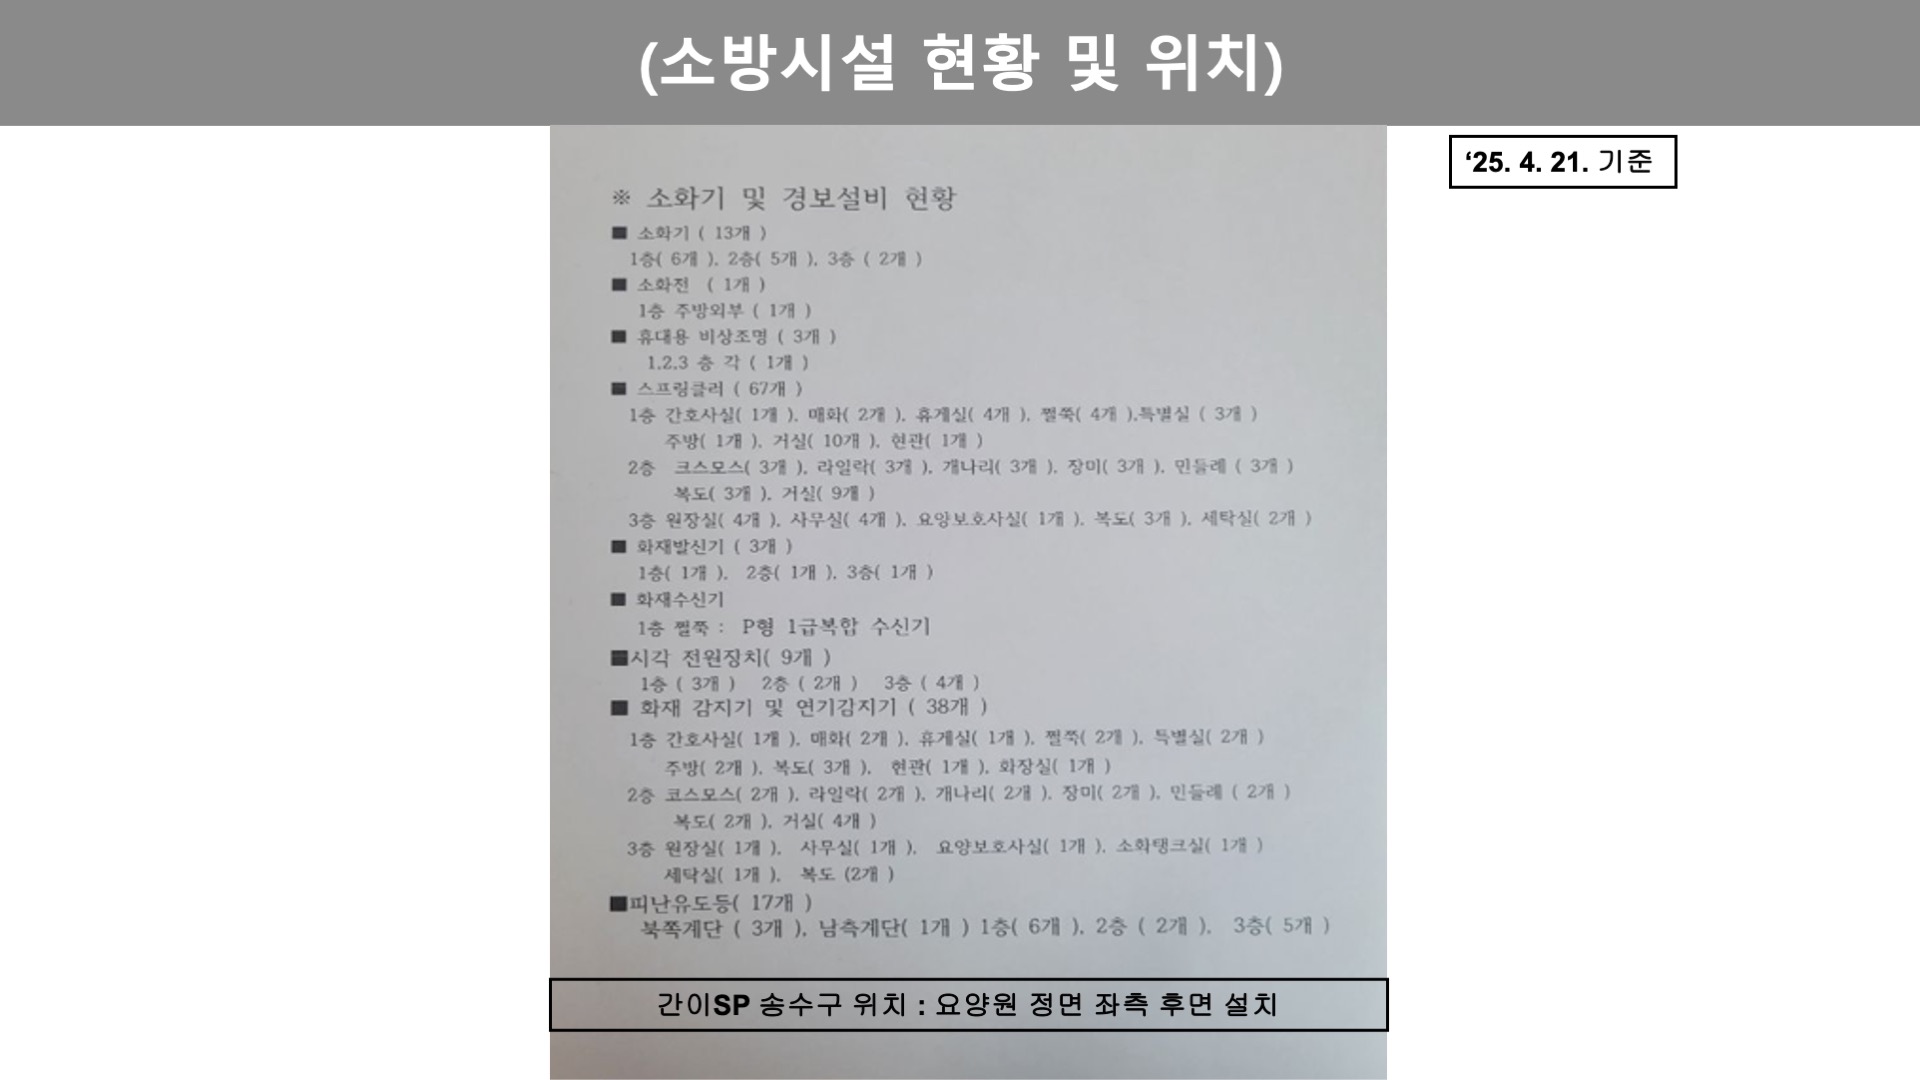 (소방시설 현황 및 위치)
‘25. 4. 21. 기준
※ 소화기 및 경보설비 현황
■ 소화기 ( 13개 )
1층( 6개 ), 2층( 5개 ), 3층 ( 2개 )
■ 소화전 ( 1개 )
1층 주방외부 ( 1개 )
■ 휴대용 비상조명 ( 3개 )
1,2,3 층 각 ( 1개 )
■ 스프링클러 ( 67개 )
1층 간호사실( 1개 ), 매화( 2개 ), 휴게실( 4개 ), 쩔쭉( 4개 ),특별실 ( 3개 )
주방( 1개 ), 거실( 10개 ), 현관( 1개 )
2층 코스모스( 3개 ), 라일락( 3개 ), 개나리( 3개 ), 장미( 3개 ), 민들레 ( 3개 )
복도( 3개 ), 거실( 9개 )
3층 원장실( 4개 ), 사무실( 4개 ), 요양보호사실( 1개 ), 복도( 3개 ), 세탁실( 2개 )
■ 화재발신기 ( 3개 )
1층( 1개 ), 2층( 1개 ), 3층( 1개 )
■ 화재수신기
1층 쩔쭉 : P형 1급복합 수신기
■시각 전원장치( 9개 )
1층 ( 3개 ) 2층 ( 2개 ) 3층 ( 4개 )
■ 화재 감지기 및 연기감지기 ( 38개 )
1층 간호사실( 1개 ), 매화( 2개 ), 휴게실( 1개 ), 쩔쭉( 2개 ), 특별실( 2개 )
주방( 2개 ), 복도( 3개 ), 현관( 1개 ), 화장실( 1개 )
2층 코스모스( 2개 ), 라일락( 2개 ), 개나리( 2개 ), 장미( 2개 ), 민들레 ( 2개 )
복도( 2개 ), 거실( 4개 )
3층 원장실( 1개 ), 사무실( 1개 ), 요양보호사실( 1개 ), 소화탱크실( 1개 )
세탁실( 1개 ), 복도 (2개 )
■피난유도등( 17개 )
북쪽계단 ( 3개 ), 남측계단( 1개 ) 1층( 6개 ), 2층 ( 2개 ), 3층( 5개 )
간이SP 송수구 위치 : 요양원 정면 좌측 후면 설치